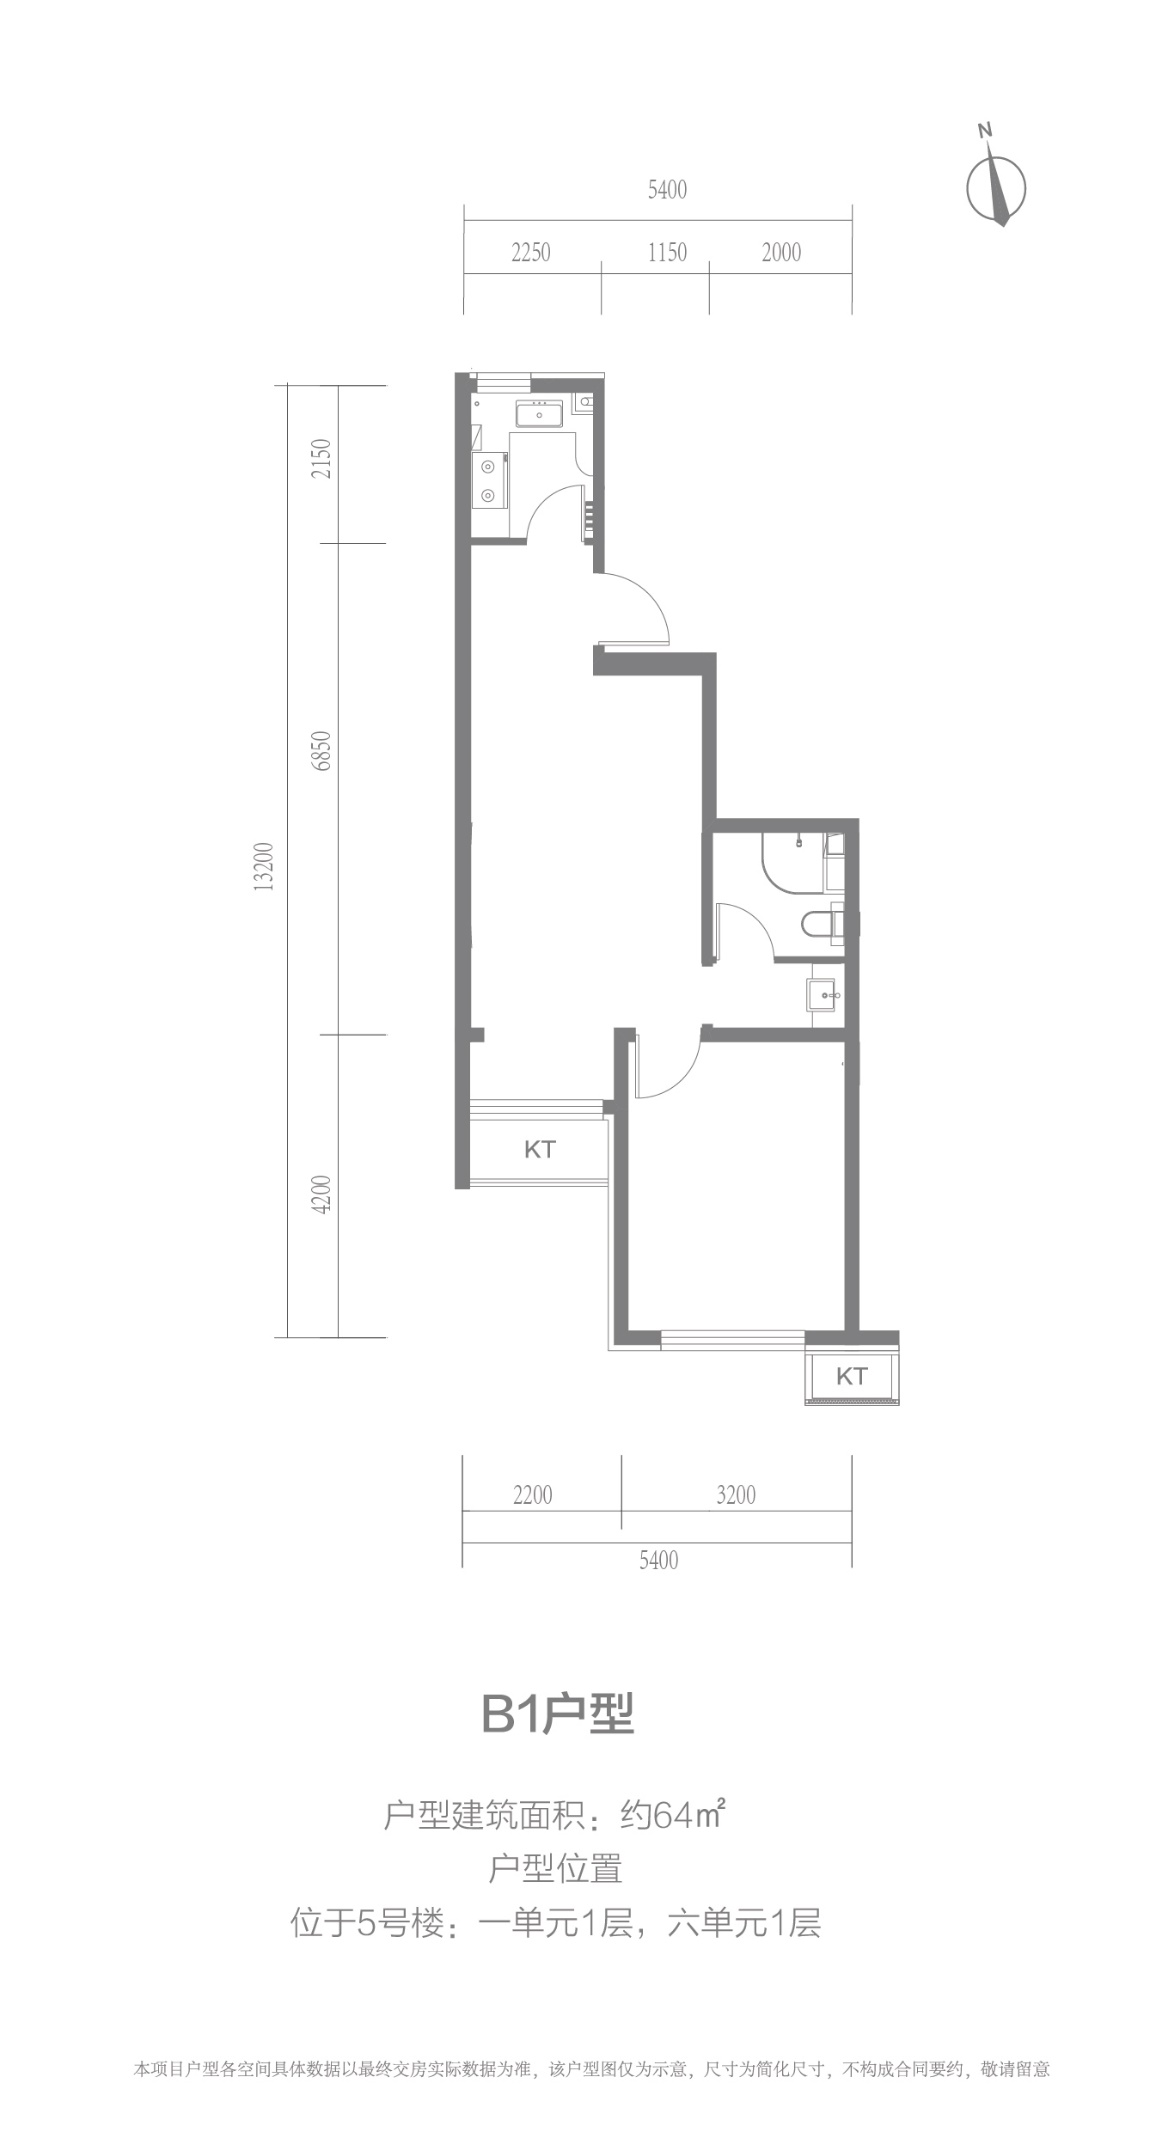 N
5400
2250 1150 2000
2150
6850
13200
4200
KT
KT
2200 3200
5400
B1户型
户型建筑面积：约64㎡
户型位置
位于5号楼：一单元1层，六单元1层
本项目户型各空间具体数据以最终交房实际数据为准，该户型图仅为示意，尺寸为简化尺寸，不构成合同要约，敬请留意